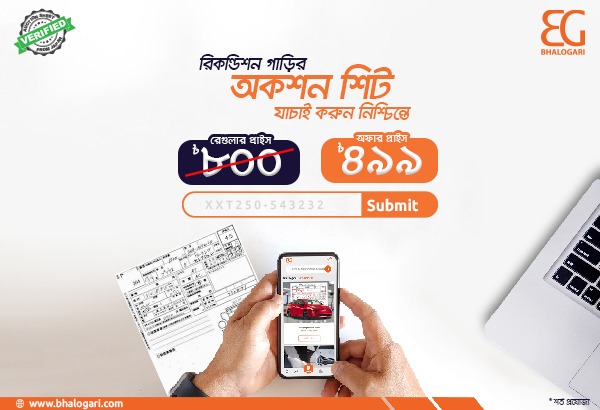 VERIFIED
BHALOGARI
রিকন্ডিশন গাড়ির
অকশন শিট
যাচাই করুন নিশ্চিন্তে
রেগুলার প্রাইস
৳৮০০
অফার প্রাইস
৳৪৯৯
XXT250-543232
Submit
www.bhalogari.com
*শর্ত প্রযোজ্য